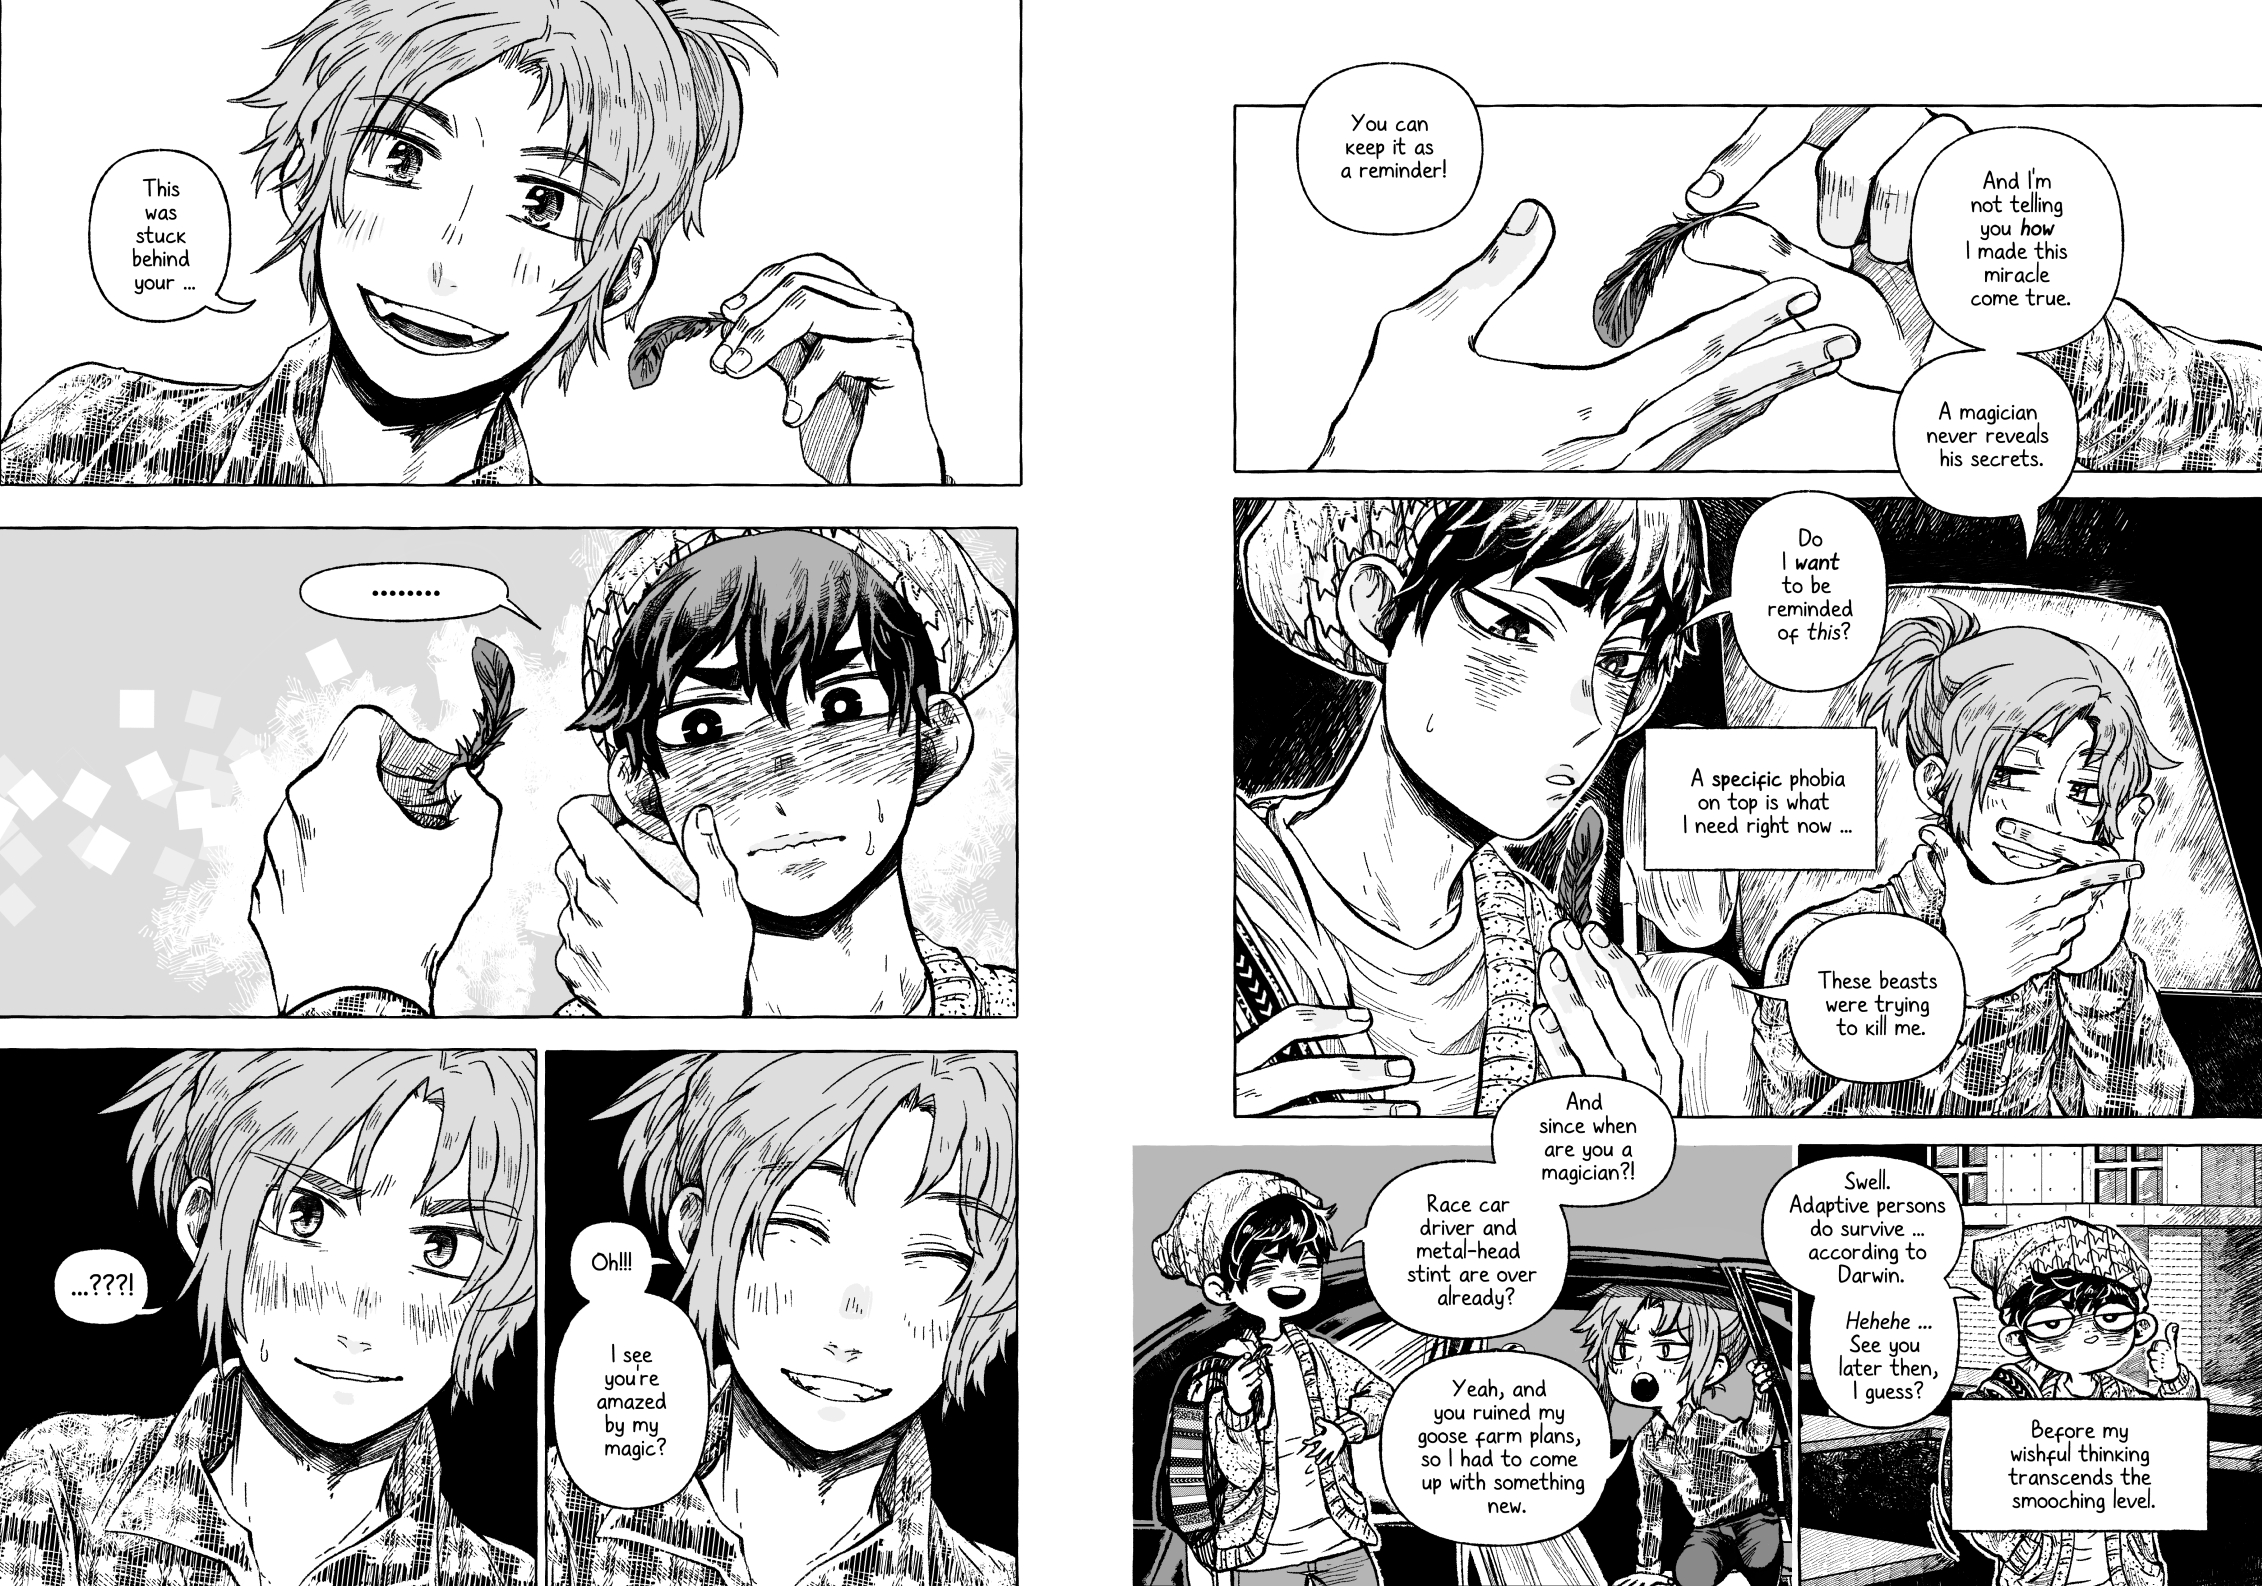 This
was
stuck
behind
your ...
........
...???!
Oh!!!
I see
you're
amazed
by my
magic?
You can
keep it as
a reminder!
And I'm
not telling
you how
I made this
miracle
come true.
A magician
never reveals
his secrets.
Do
I want
to be
reminded
of this?
A specific phobia
on top is what
I need right now ...
These beasts
were trying
to kill me.
And
since when
are you a
magician?!
Race car
driver and
metal-head
stint are over
already?
Yeah, and
you ruined my
goose farm plans,
so I had to come
up with something
new.
Swell.
Adaptive persons
do survive ...
according to
Darwin.
Hehehe ...
See you
later then,
I guess?
Before my
wishful thinking
transcends the
smooching level.